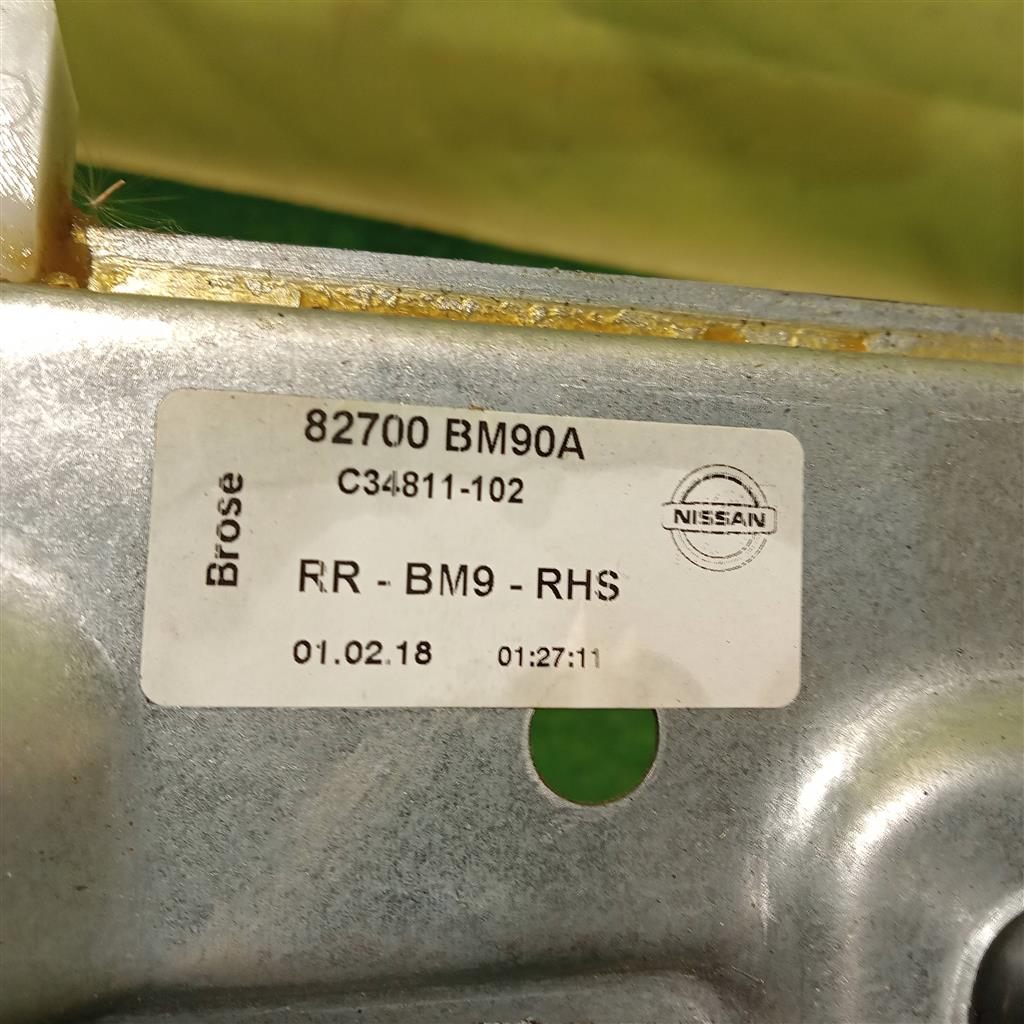 82700 BM90A
C34811-102
Brose
NISSAN
RR - BM9 - RHS
01.02.18 01:27:11